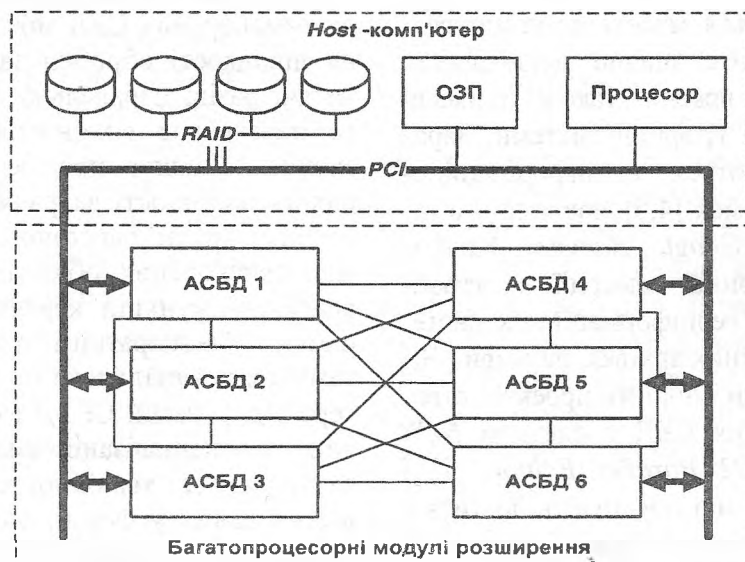 Host -комп'ютер
ОЗП
Процесор
RAID
PCI
АСБД 1
АСБД 4
АСБД 2
АСБД 5
АСБД 3
АСБД 6
Багатопроцесорні модулі розширення